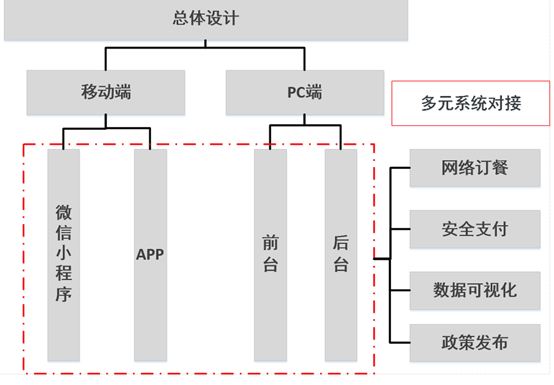 总体设计
移动端
PC端
多元系统对接
微信小程序
APP
前台
后台
网络订餐
安全支付
数据可视化
政策发布